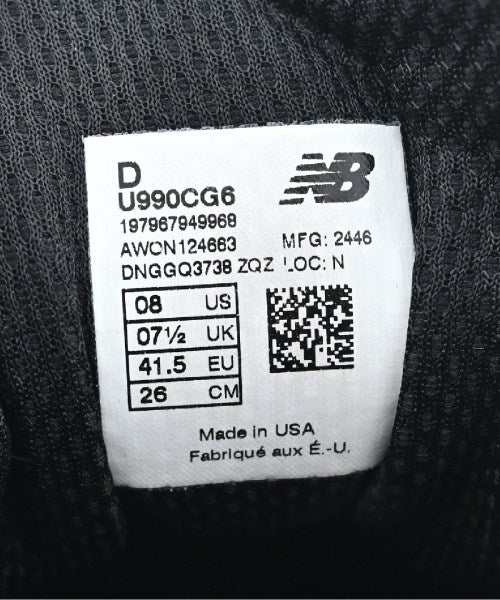 D
U990CG6
NB
197967949968
AWCN124663 MFG: 2446
DNGGQ3738 ZQZ LOC: N
08 US
07½ UK
41.5 EU
26 CM
Made in USA
Fabriqué aux É.-U.